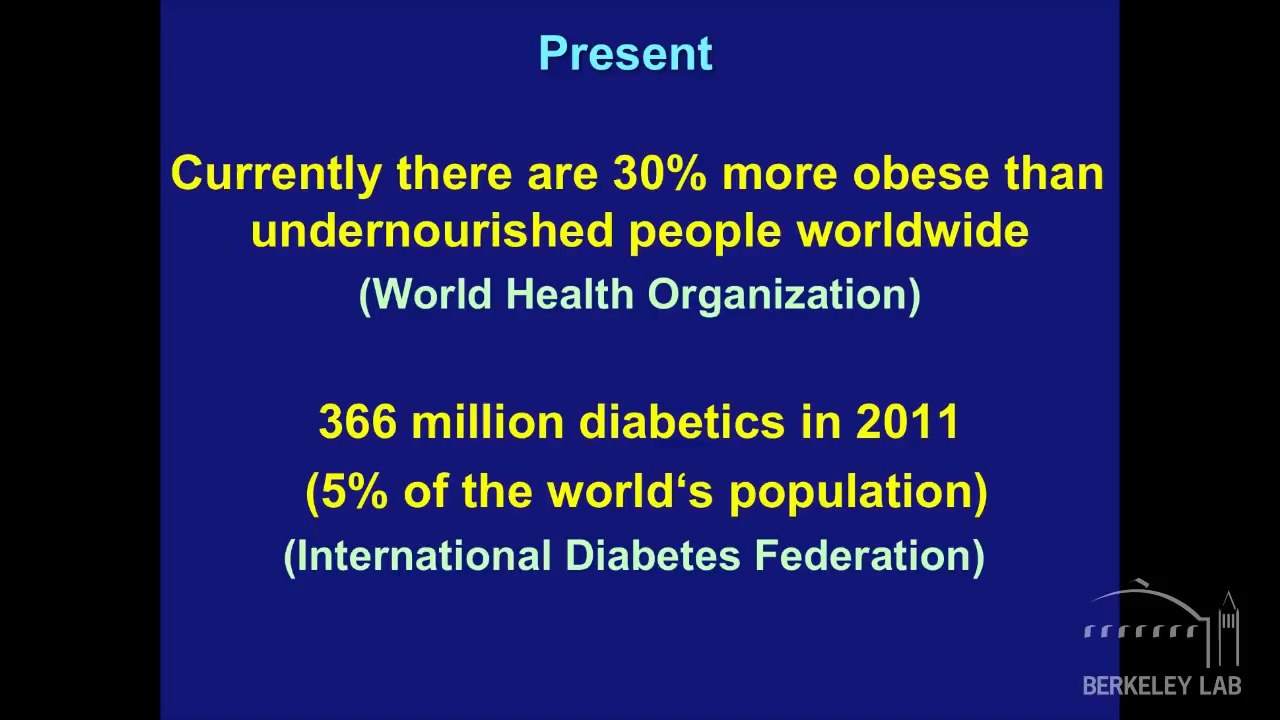 Present
Currently there are 30% more obese than
undernourished people worldwide
(World Health Organization)
366 million diabetics in 2011
(5% of the world‘s population)
(International Diabetes Federation)
BERKELEY LAB